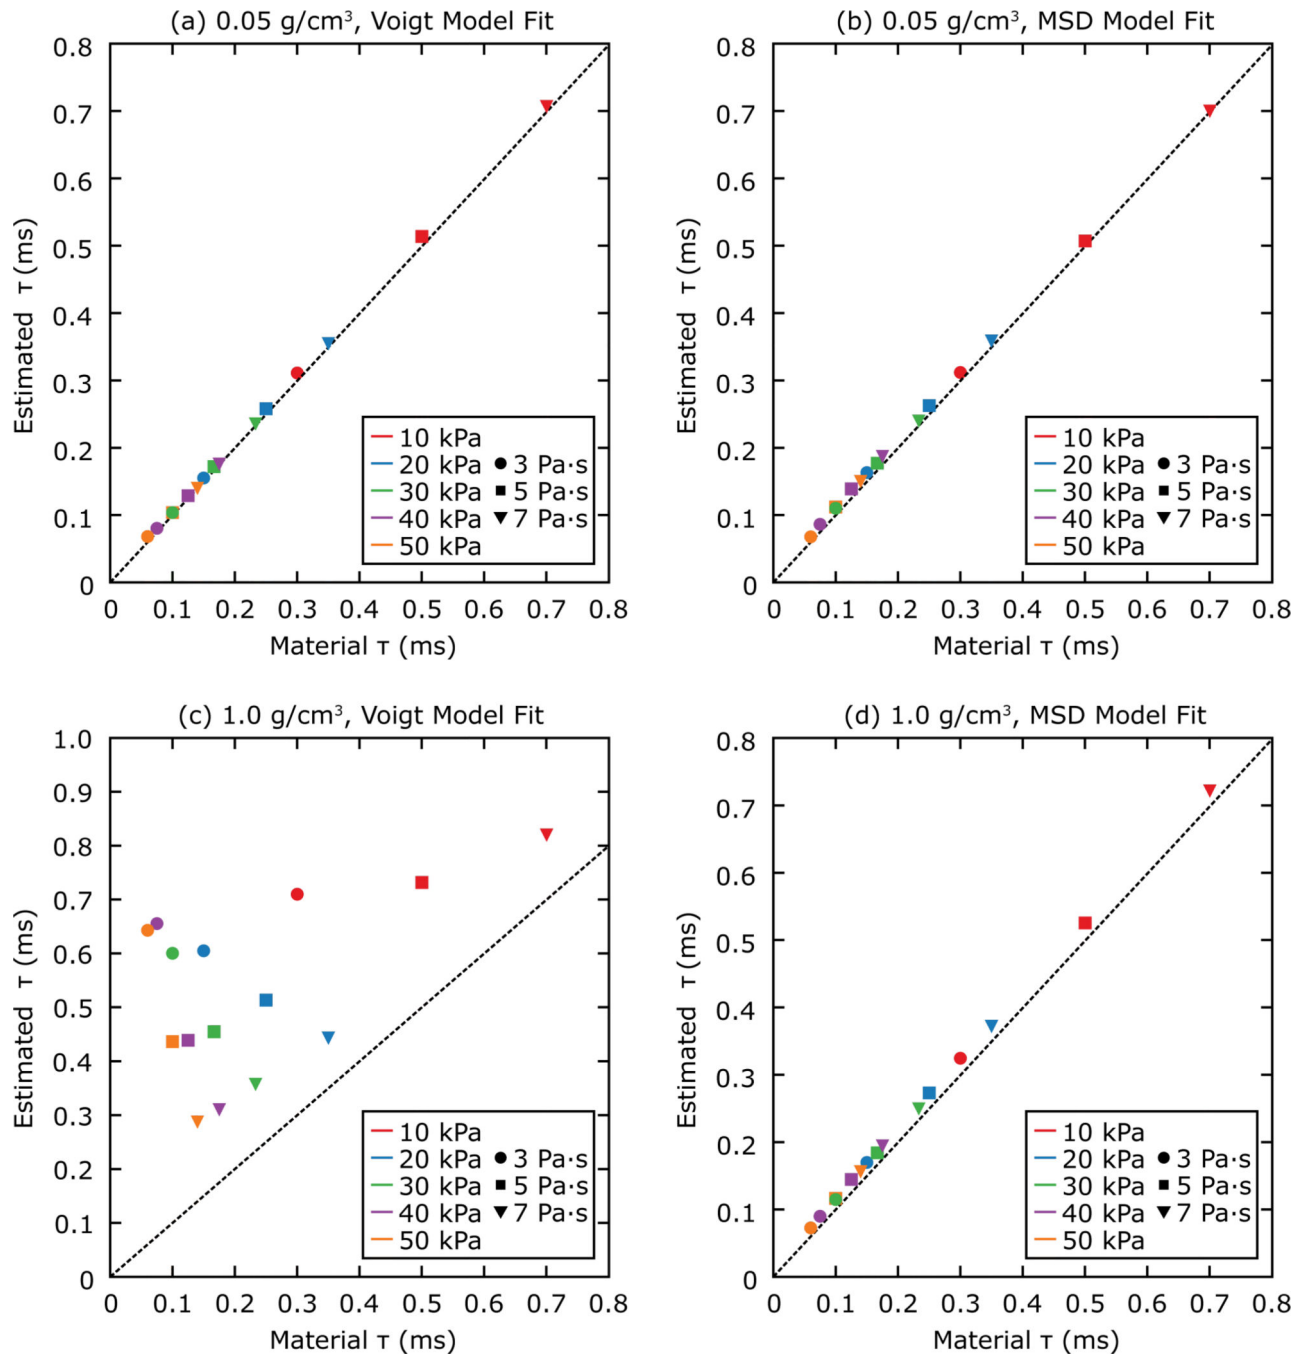 (a) 0.05 g/cm³, Voigt Model Fit
0.8
0.7
0.6
0.5
0.4
0.3
0.2
0.1
0
Estimated τ (ms)
10 kPa
20 kPa
30 kPa
40 kPa
50 kPa
3 Pa·s
5 Pa·s
7 Pa·s
0 0.1 0.2 0.3 0.4 0.5 0.6 0.7 0.8
Material τ (ms)
(b) 0.05 g/cm³, MSD Model Fit
0.8
0.7
0.6
0.5
0.4
0.3
0.2
0.1
0
Estimated τ (ms)
10 kPa
20 kPa
30 kPa
40 kPa
50 kPa
3 Pa·s
5 Pa·s
7 Pa·s
0 0.1 0.2 0.3 0.4 0.5 0.6 0.7 0.8
Material τ (ms)
(c) 1.0 g/cm³, Voigt Model Fit
1.0
0.9
0.8
0.7
0.6
0.5
0.4
0.3
0.2
0.1
0
Estimated τ (ms)
10 kPa
20 kPa
30 kPa
40 kPa
50 kPa
3 Pa·s
5 Pa·s
7 Pa·s
0 0.1 0.2 0.3 0.4 0.5 0.6 0.7 0.8
Material τ (ms)
(d) 1.0 g/cm³, MSD Model Fit
0.8
0.7
0.6
0.5
0.4
0.3
0.2
0.1
0
Estimated τ (ms)
10 kPa
20 kPa
30 kPa
40 kPa
50 kPa
3 Pa·s
5 Pa·s
7 Pa·s
0 0.1 0.2 0.3 0.4 0.5 0.6 0.7 0.8
Material τ (ms)